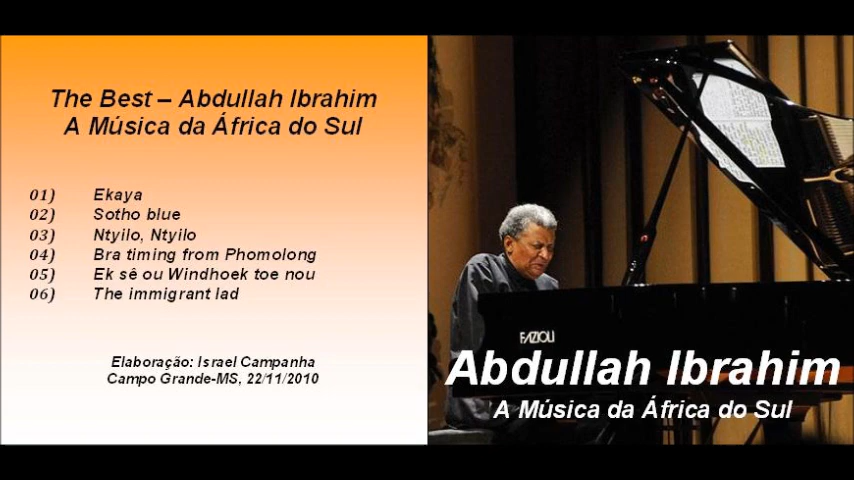 The Best – Abdullah Ibrahim
A Música da África do Sul
01) Ekaya
02) Sotho blue
03) Ntyilo, Ntyilo
04) Bra timing from Phomolong
05) Ek sê ou Windhoek toe nou
06) The immigrant lad
Elaboração: Israel Campanha
Campo Grande-MS, 22/11/2010
FAZIOLI
Abdullah Ibrahim
A Música da África do Sul